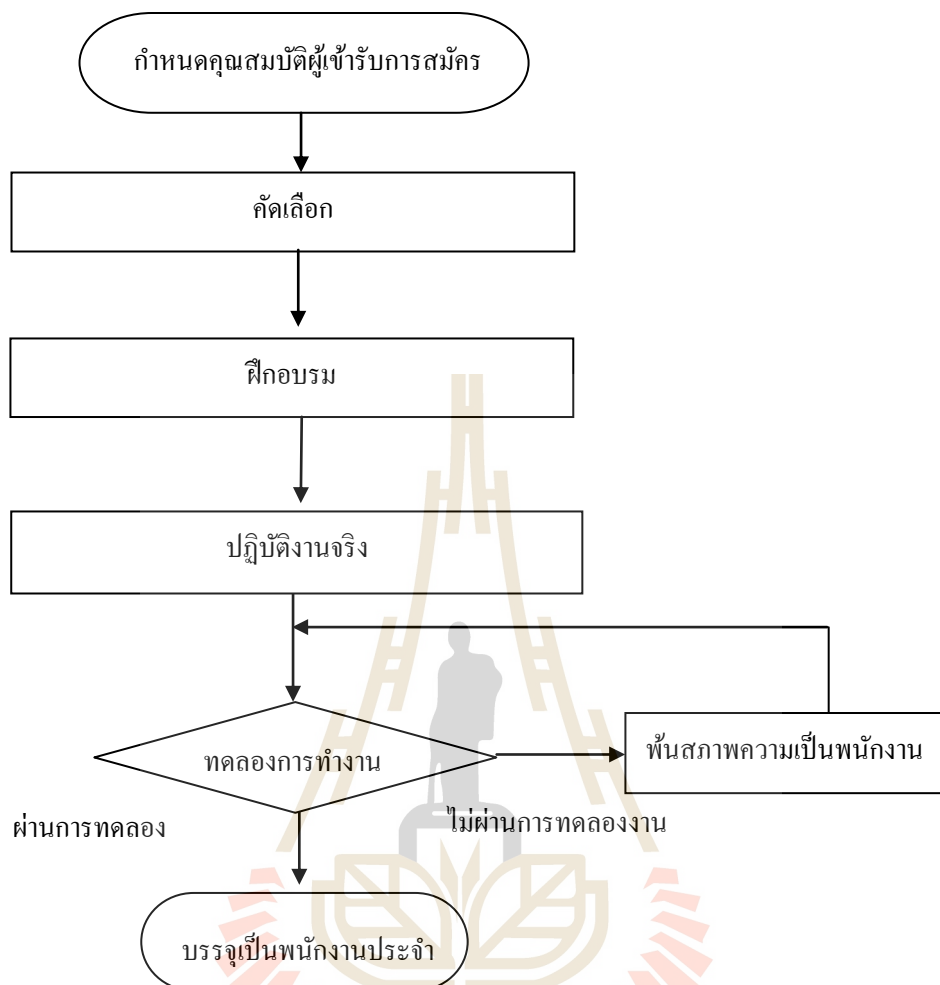 กำหนดคุณสมบัติผู้เข้ารับการสมัคร
คัดเลือก
ฝึกอบรม
ปฏิบัติงานจริง
ทดลองการทำงาน
พ้นสภาพความเป็นพนักงาน
ผ่านการทดลอง
ไม่ผ่านการทดลองงาน
บรรจุเป็นพนักงานประจำ